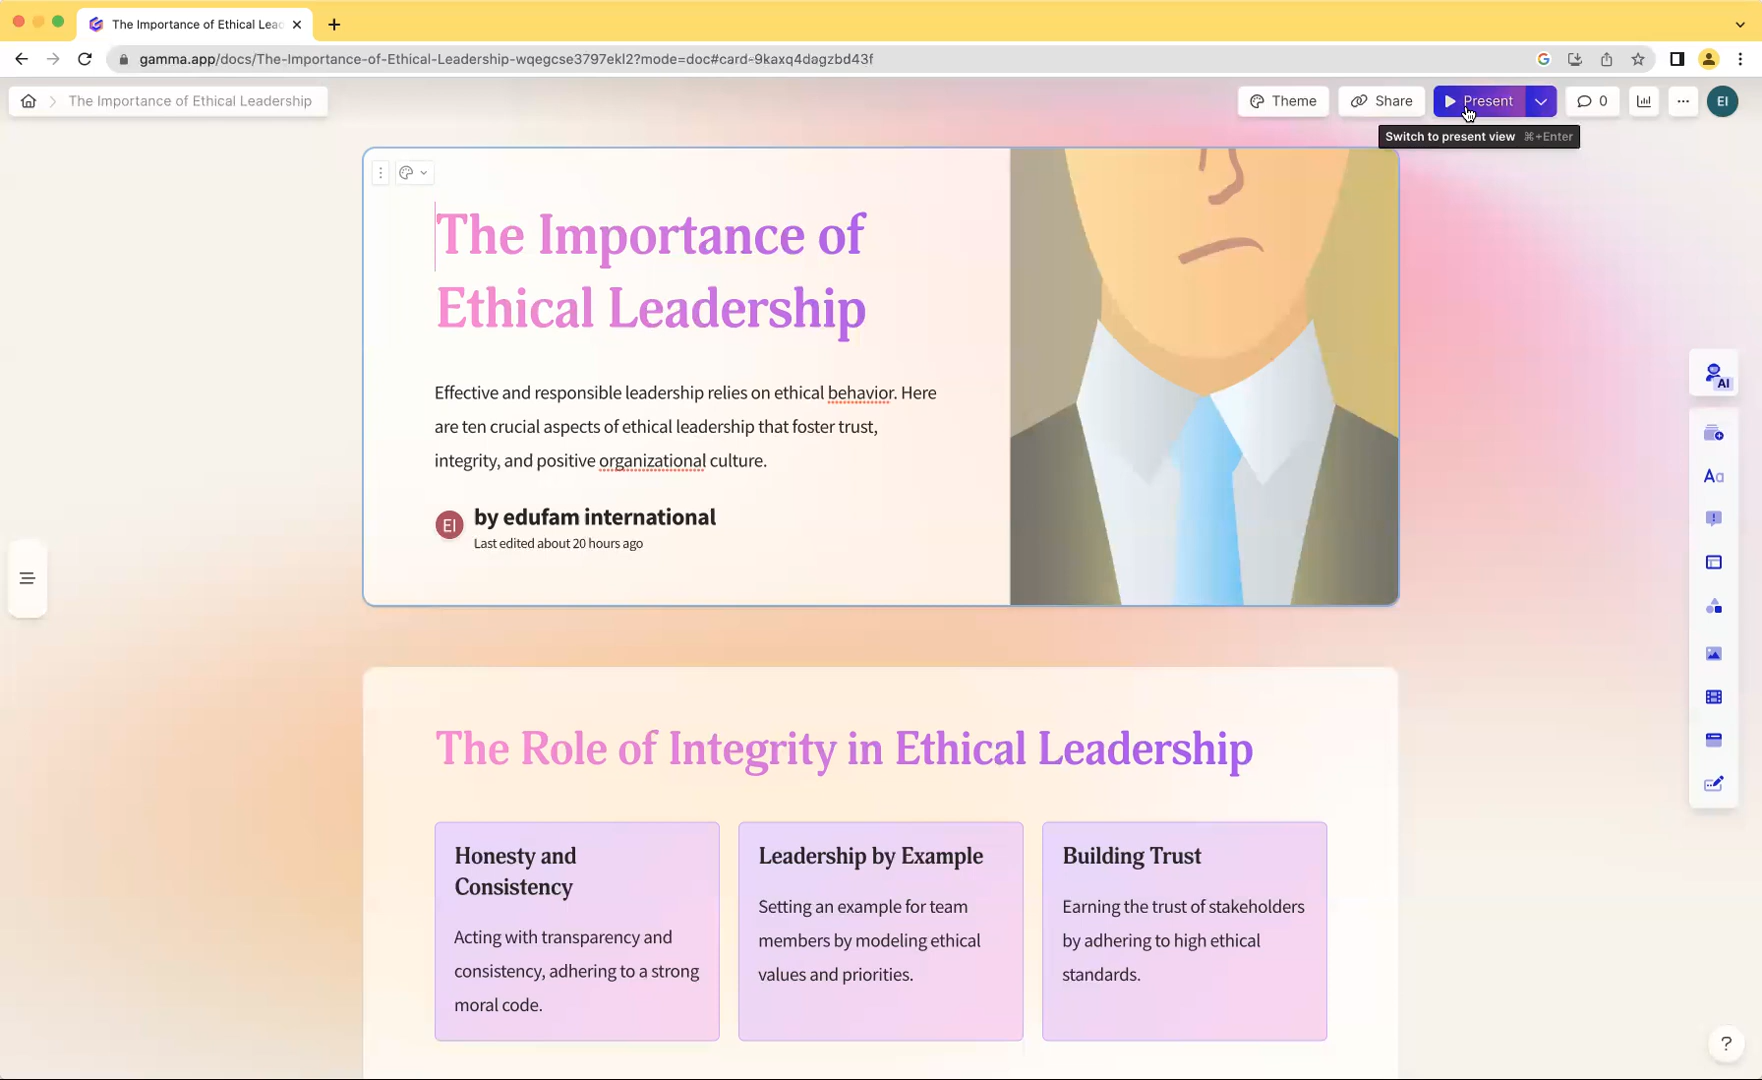 The Importance of Ethical Lea
gamma.app/docs/The-Importance-of-Ethical-Leadership-wqegcse3797ekl2?mode=doc#card-9kaxq4dagzbd43f
The Importance of Ethical Leadership
Theme
Share
Present
0
EI
Switch to present view ⌘+Enter
The Importance of
Ethical Leadership
Effective and responsible leadership relies on ethical behavior. Here
are ten crucial aspects of ethical leadership that foster trust,
integrity, and positive organizational culture.
EI
by edufam international
Last edited about 20 hours ago
AI
Aa
The Role of Integrity in Ethical Leadership
Honesty and
Consistency
Acting with transparency and
consistency, adhering to a strong
moral code.
Leadership by Example
Setting an example for team
members by modeling ethical
values and priorities.
Building Trust
Earning the trust of stakeholders
by adhering to high ethical
standards.
?